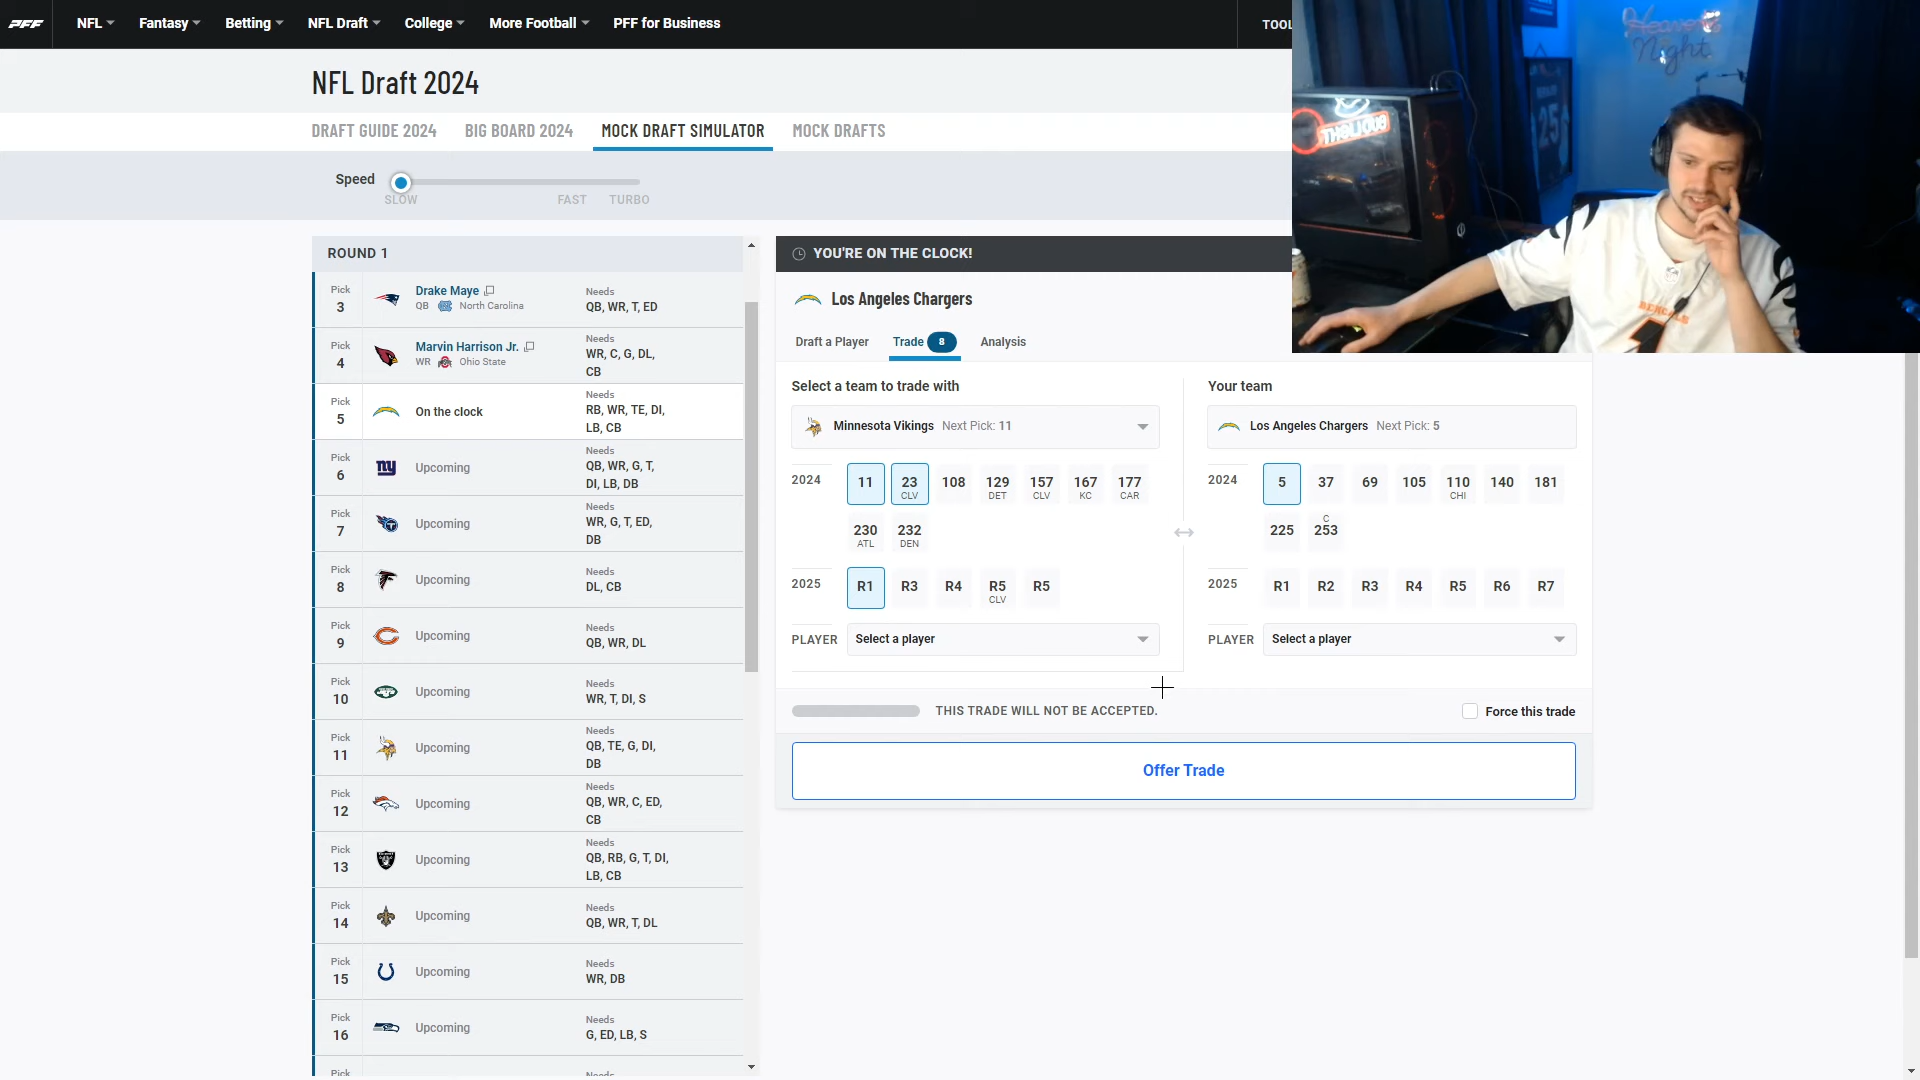 PFF NFL Fantasy Betting NFL Draft College More Football PFF for Business TOOL
NFL Draft 2024
DRAFT GUIDE 2024 BIG BOARD 2024 MOCK DRAFT SIMULATOR MOCK DRAFTS
Speed
SLOW FAST TURBO
ROUND 1
Pick 3
Drake Maye
QB North Carolina
Needs
QB, WR, T, ED
Pick 4
Marvin Harrison Jr.
WR Ohio State
Needs
WR, C, G, DL,
CB
Pick 5
On the clock
Needs
RB, WR, TE, DI,
LB, CB
Pick 6
Upcoming
Needs
QB, WR, G, T,
DI, LB, DB
Pick 7
Upcoming
Needs
WR, G, T, ED,
DB
Pick 8
Upcoming
Needs
DL, CB
Pick 9
Upcoming
Needs
QB, WR, DL
Pick 10
Upcoming
Needs
WR, T, DI, S
Pick 11
Upcoming
Needs
QB, TE, G, DI,
DB
Pick 12
Upcoming
Needs
QB, WR, C, ED,
CB
Pick 13
Upcoming
Needs
QB, RB, G, T, DI,
LB, CB
Pick 14
Upcoming
Needs
QB, WR, T, DL
Pick 15
Upcoming
Needs
WR, DB
Pick 16
Upcoming
Needs
G, ED, LB, S
Pick
Needs
YOU'RE ON THE CLOCK!
Los Angeles Chargers
Draft a Player Trade 8 Analysis
Select a team to trade with
Minnesota Vikings Next Pick: 11
2024 11 23 108 129 157 167 177
CLV DET CLV KC CAR
230 232
ATL DEN
2025 R1 R3 R4 R5 R5
CLV
PLAYER Select a player
Your team
Los Angeles Chargers Next Pick: 5
2024 5 37 69 105 110 140 181
CHI
C
225 253
2025 R1 R2 R3 R4 R5 R6 R7
PLAYER Select a player
THIS TRADE WILL NOT BE ACCEPTED.
Force this trade
Offer Trade
Heavens
Night
BUD LIGHT
25
BENGALS